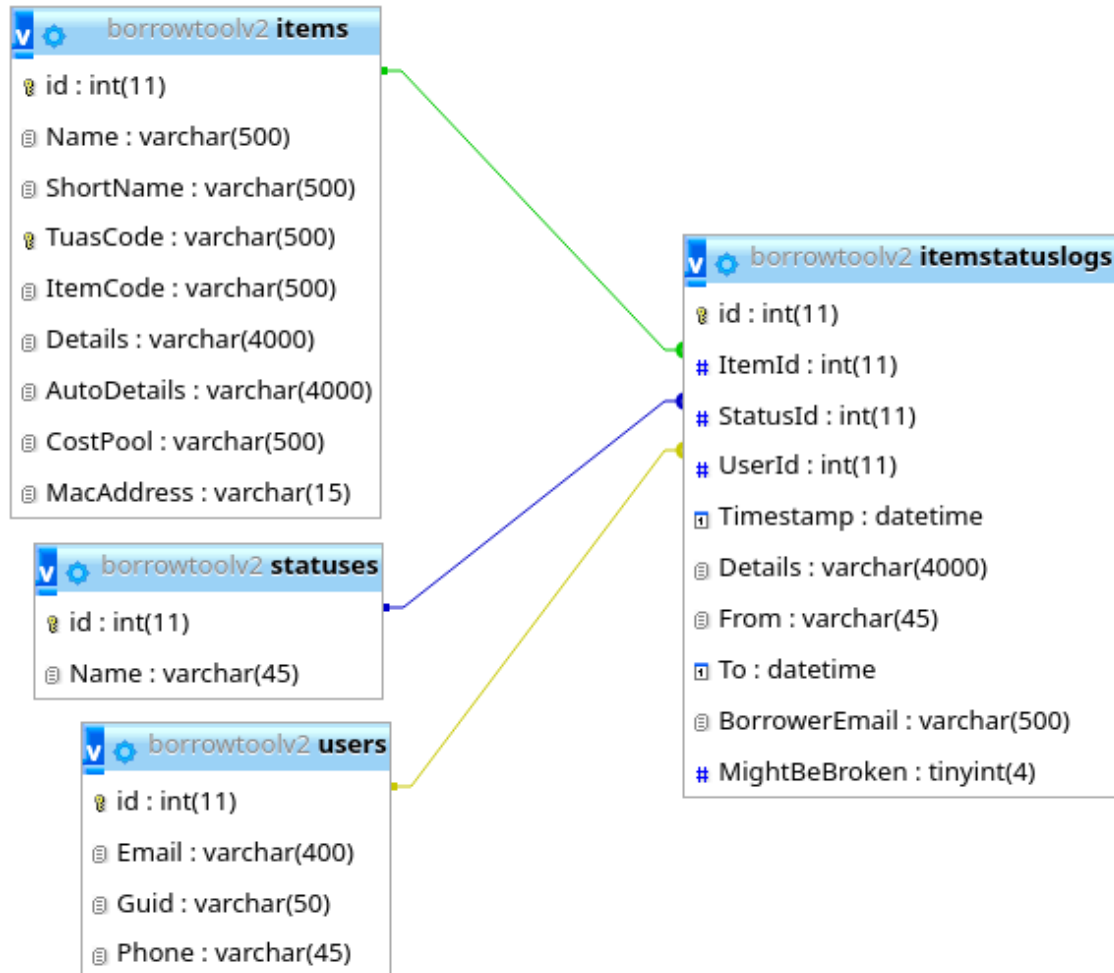 borrowtoolv2 items
id : int(11)
Name : varchar(500)
ShortName : varchar(500)
TuasCode : varchar(500)
ItemCode : varchar(500)
Details : varchar(4000)
AutoDetails : varchar(4000)
CostPool : varchar(500)
MacAddress : varchar(15)
borrowtoolv2 statuses
id : int(11)
Name : varchar(45)
borrowtoolv2 users
id : int(11)
Email : varchar(400)
Guid : varchar(50)
Phone : varchar(45)
borrowtoolv2 itemstatuslogs
id : int(11)
# ItemId : int(11)
# StatusId : int(11)
# UserId : int(11)
Timestamp : datetime
Details : varchar(4000)
From : varchar(45)
To : datetime
BorrowerEmail : varchar(500)
# MightBeBroken : tinyint(4)